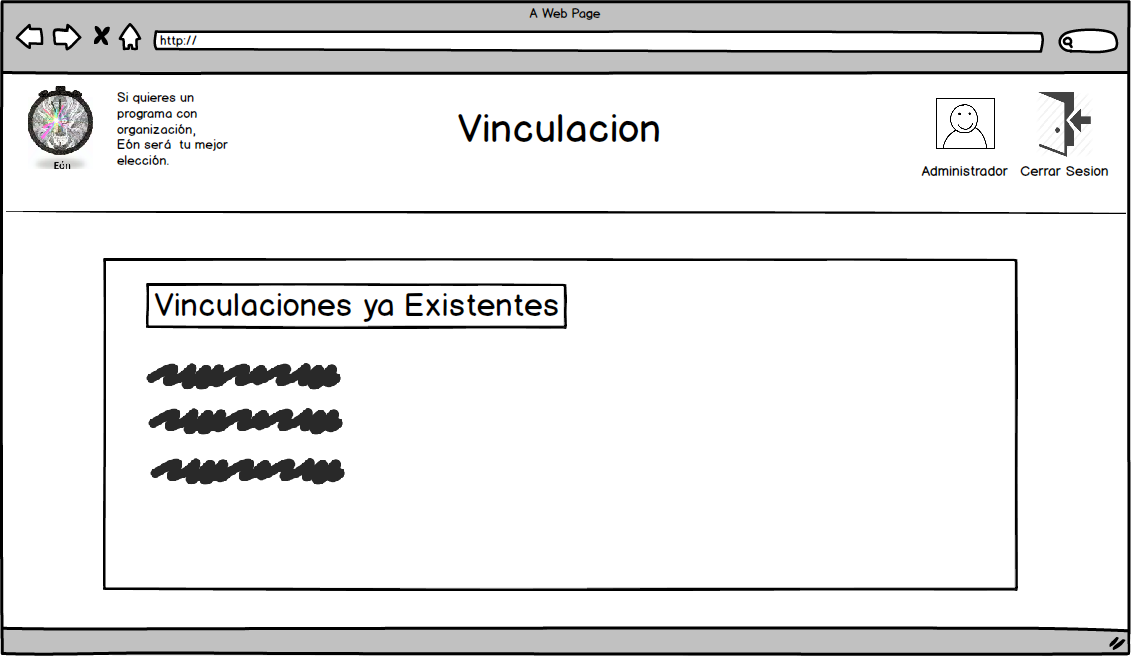 A Web Page
http://
Si quieres un
programa con
organización,
Eón será tu mejor
elección.
Eón
Vinculacion
Administrador
Cerrar Sesion
Vinculaciones ya Existentes